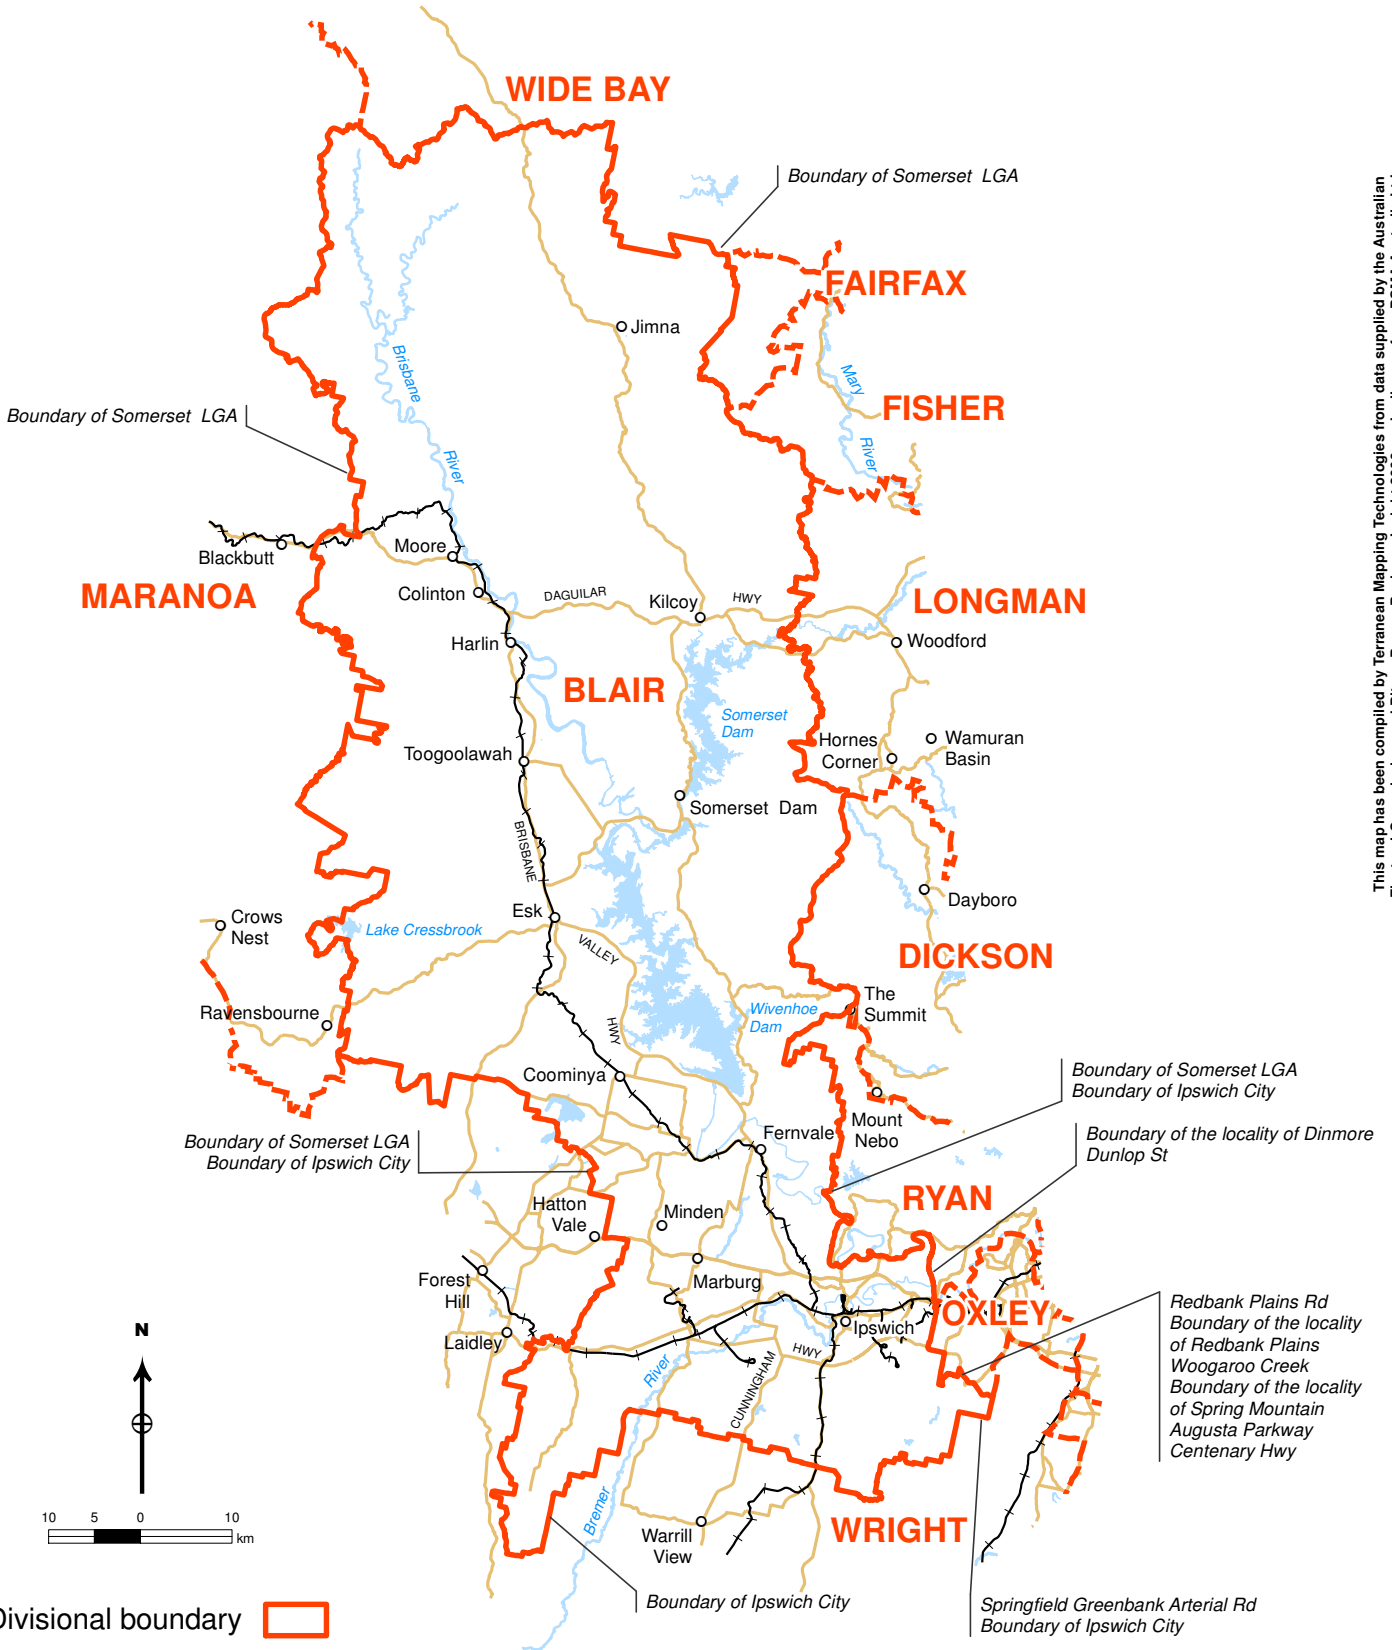 WIDE BAY
Boundary of Somerset LGA
FAIRFAX
Jimna
Brisbane
River
Mary
River
FISHER
Boundary of Somerset LGA
Blackbutt
Moore
MARANOA
Colinton
DAGUILAR
Kilcoy
HWY
LONGMAN
Harlin
Woodford
BLAIR
Somerset
Dam
Hornes
Corner
Wamuran
Basin
Toogoolawah
Somerset Dam
BRISBANE
Dayboro
Esk
Crows
Nest
Lake Cressbrook
VALLEY
DICKSON
HWY
The
Summit
Ravensbourne
Wivenhoe
Dam
Coominya
Boundary of Somerset LGA
Boundary of Ipswich City
Mount
Nebo
Fernvale
Boundary of the locality of Dinmore
Dunlop St
Boundary of Somerset LGA
Boundary of Ipswich City
RYAN
Hatton
Vale
Minden
Forest
Hill
Marburg
OXLEY
Ipswich
Laidley
HWY
CUNNINGHAM
River
Bremer
Redbank Plains Rd
Boundary of the locality
of Redbank Plains
Woogaroo Creek
Boundary of the locality
of Spring Mountain
Augusta Parkway
Centenary Hwy
N
10 5 0 10
km
Warrill
View
WRIGHT
Boundary of Ipswich City
Springfield Greenbank Arterial Rd
Boundary of Ipswich City
Divisional boundary
This map has been compiled by Terranean Mapping Technologies from data supplied by the Australian